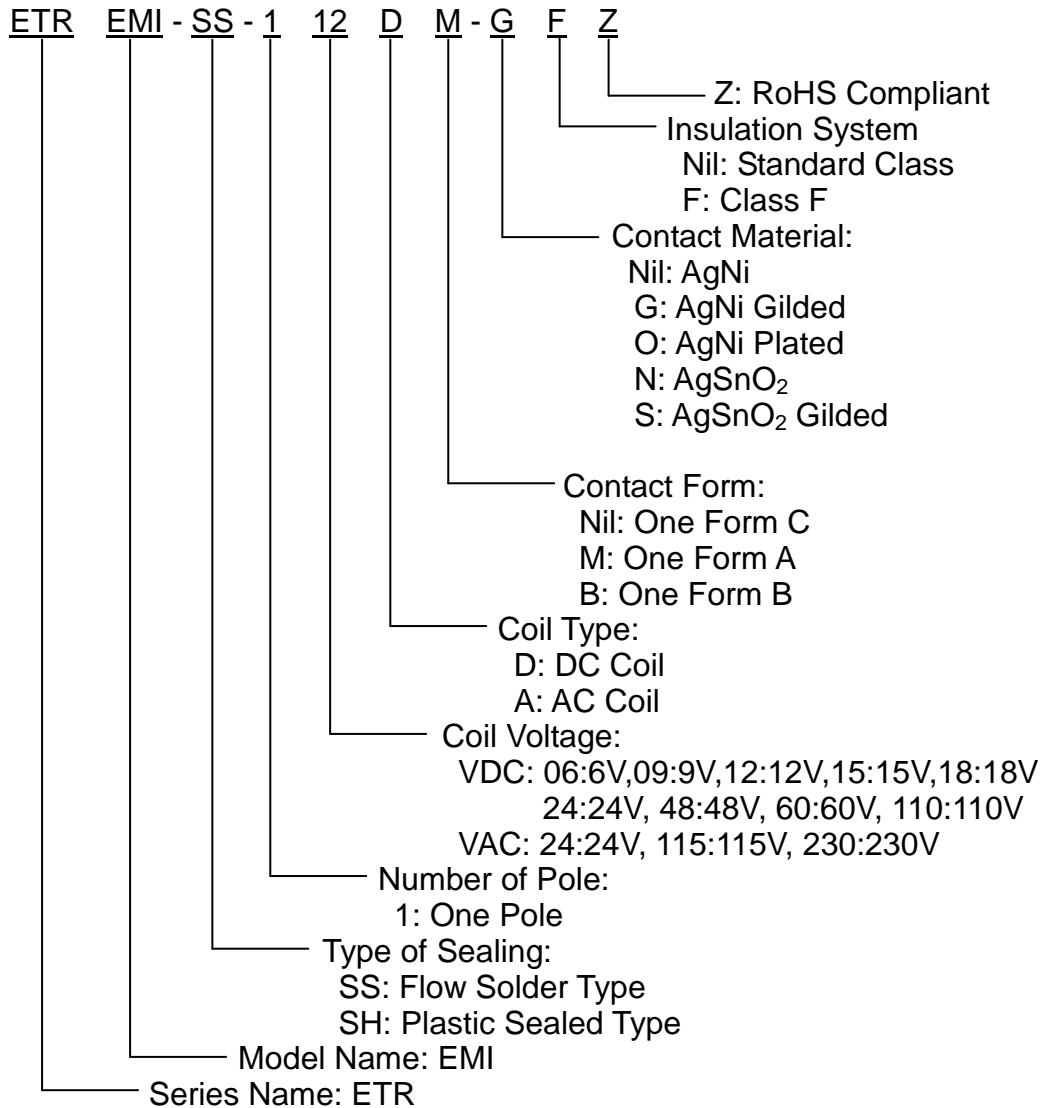 ETR EMI - SS - 1 12 D M - G F Z
Z: RoHS Compliant
Insulation System
Nil: Standard Class
F: Class F
Contact Material:
Nil: AgNi
G: AgNi Gilded
O: AgNi Plated
N: AgSnO₂
S: AgSnO₂ Gilded
Contact Form:
Nil: One Form C
M: One Form A
B: One Form B
Coil Type:
D: DC Coil
A: AC Coil
Coil Voltage:
VDC: 06:6V,09:9V,12:12V,15:15V,18:18V
24:24V, 48:48V, 60:60V, 110:110V
VAC: 24:24V, 115:115V, 230:230V
Number of Pole:
1: One Pole
Type of Sealing:
SS: Flow Solder Type
SH: Plastic Sealed Type
Model Name: EMI
Series Name: ETR